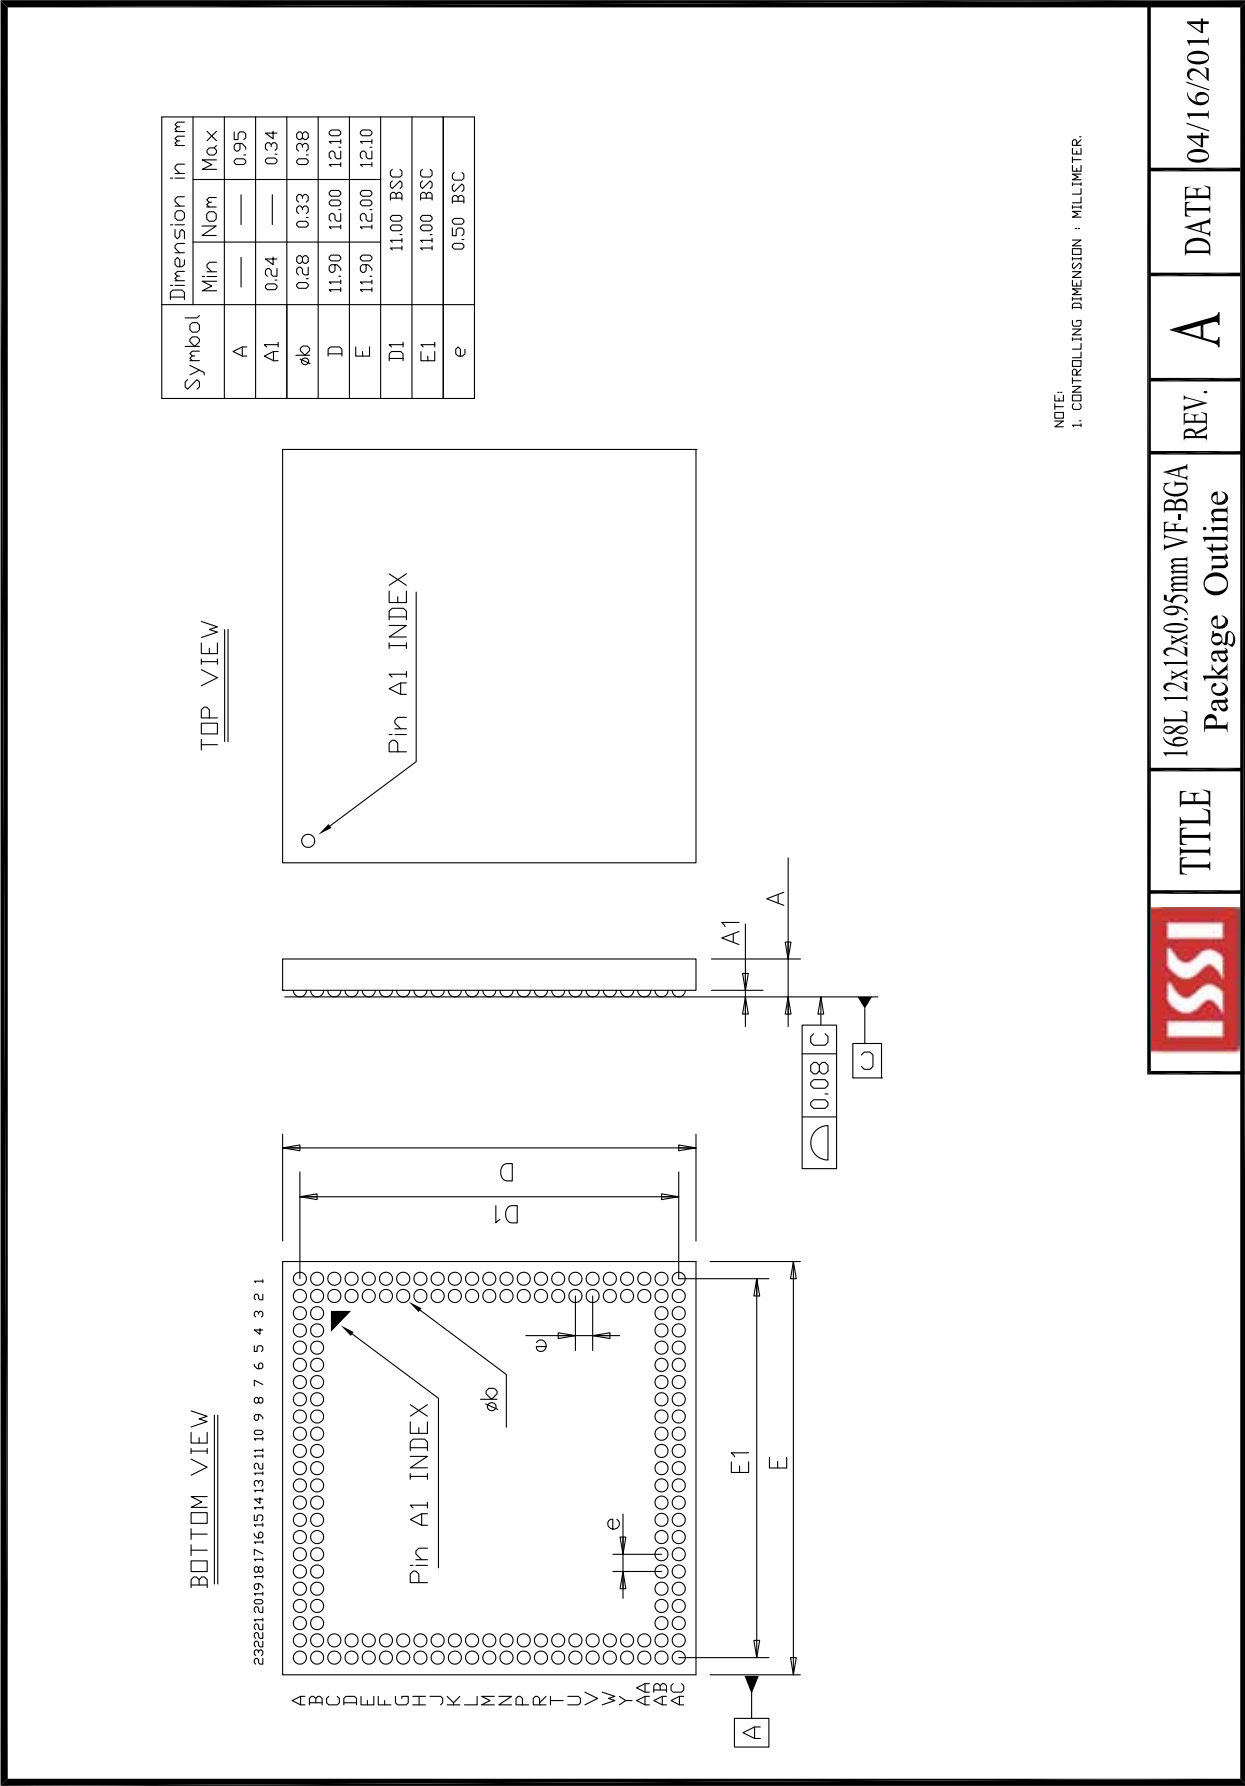 BOTTOM VIEW
TOP VIEW
23 22 21 20 19 18 17 16 15 14 13 12 11 10 9 8 7 6 5 4 3 2 1
A
B
C
D
E
F
G
H
J
K
L
M
N
P
R
T
U
V
W
Y
AA
AB
AC
Pin A1 INDEX
øb
e
e
E1
E
A
D1
D
A1
A
0.08 C
C
Pin A1 INDEX
Symbol Dimension in mm
Min Nom Max
A — — 0.95
A1 0.24 — 0.34
øb 0.28 0.33 0.38
D 11.90 12.00 12.10
E 11.90 12.00 12.10
D1 11.00 BSC
E1 11.00 BSC
e 0.50 BSC
NOTE:
1. CONTROLLING DIMENSION : MILLIMETER.
ISSI
TITLE
168L 12x12x0.95mm VF-BGA
Package Outline
REV.
A
DATE
04/16/2014